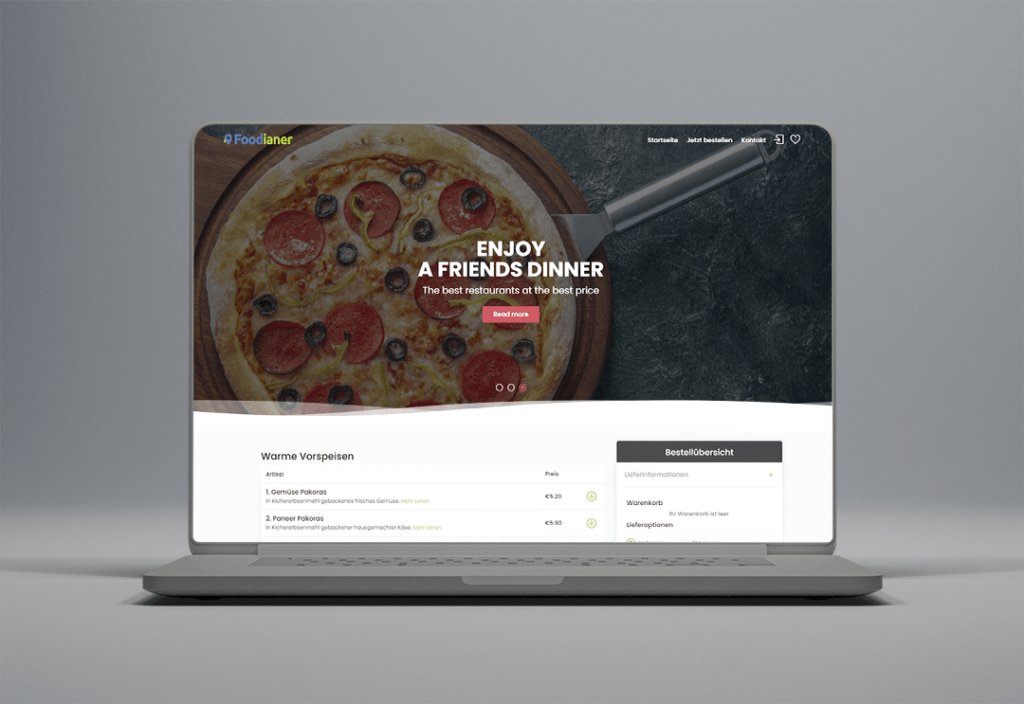 Foodianer
Startseite Jetzt bestellen Kontakt
ENJOY
A FRIENDS DINNER
The best restaurants at the best price
Read more
Warme Vorspeisen
Artikel Preis
1. Gemüse Pakoras
in Kichererbsenmehl gebackenes frisches Gemüse. Mehr sehen
€5.20
2. Paneer Pakoras
in Kichererbsenmehl gebackener hausgemachter Käse. Mehr sehen
€5.90
Bestellübersicht
Lieferinformationen +
Warenkorb
Ihr Warenkorb ist leer.
Lieferoptionen